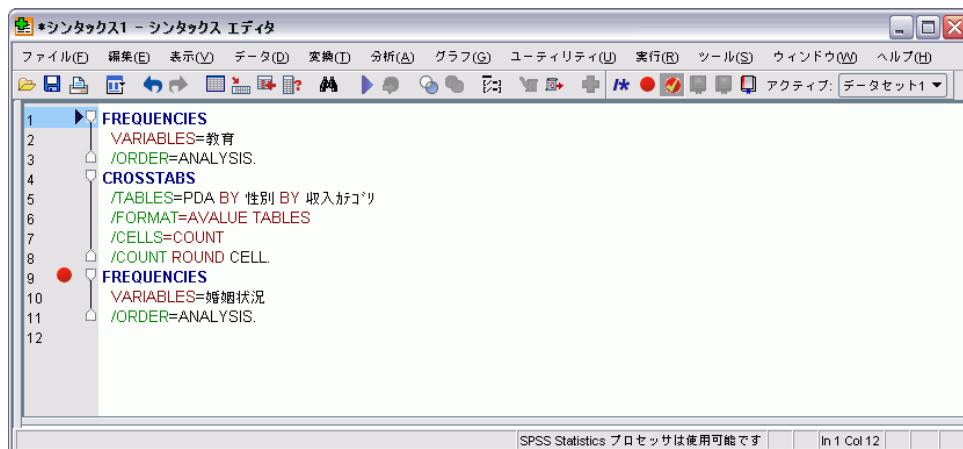 *シンタックス1 - シンタックス エディタ
ファイル(F) 編集(E) 表示(V) データ(D) 変換(T) 分析(A) グラフ(G) ユーティリティ(U) 実行(R) ツール(S) ウィンドウ(W) ヘルプ(H)
アクティブ: データセット1
1 FREQUENCIES
2 VARIABLES=教育
3 /ORDER=ANALYSIS.
4 CROSSTABS
5 /TABLES=PDA BY 性別 BY 収入ｶﾃｺﾞﾘ
6 /FORMAT=AVALUE TABLES
7 /CELLS=COUNT
8 /COUNT ROUND CELL.
9 FREQUENCIES
10 VARIABLES=婚姻状況
11 /ORDER=ANALYSIS.
12
SPSS Statistics プロセッサは使用可能です In 1 Col 12